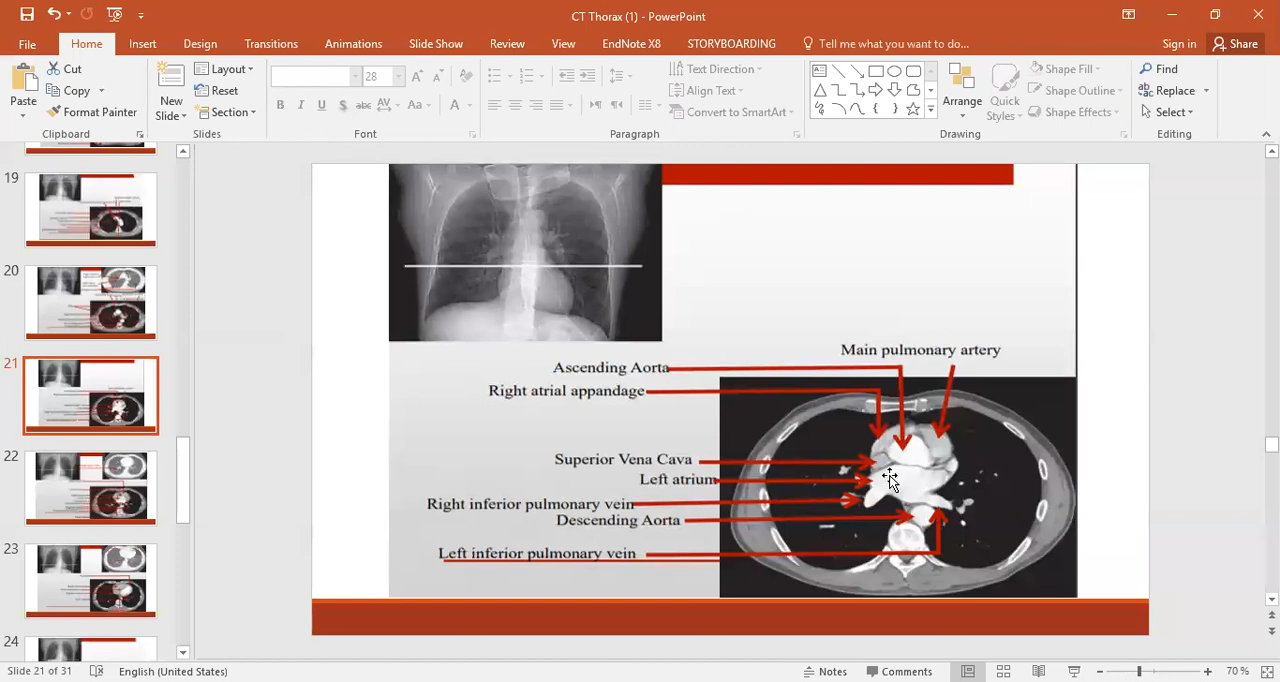 CT Thorax (1) - PowerPoint
File Home Insert Design Transitions Animations Slide Show Review View EndNote X8 STORYBOARDING Tell me what you want to do... Sign in Share
Paste
Cut
Copy
Format Painter
Clipboard
New
Slide
Layout
Reset
Section
Slides
28
B I U S abc AV Aa A
Font
Text Direction
Align Text
Convert to SmartArt
Paragraph
Arrange
Quick
Styles
Shape Fill
Shape Outline
Shape Effects
Drawing
Find
Replace
Select
Editing
19
20
21
22
23
24
Main pulmonary artery
Ascending Aorta
Right atrial appandage
Superior Vena Cava
Left atrium
Right inferior pulmonary vein
Descending Aorta
Left inferior pulmonary vein
Slide 21 of 31 English (United States) Notes Comments 70 %